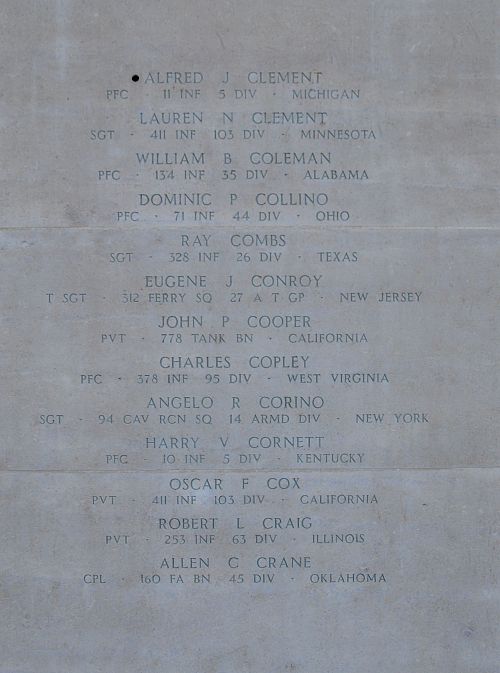 ALFRED J CLEMENT
PFC · 11 INF 5 DIV · MICHIGAN
LAUREN N CLEMENT
SGT · 411 INF 103 DIV · MINNESOTA
WILLIAM B COLEMAN
PFC · 134 INF 35 DIV · ALABAMA
DOMINIC P COLLINO
PFC · 71 INF 44 DIV · OHIO
RAY COMBS
SGT · 328 INF 26 DIV · TEXAS
EUGENE J CONROY
T SGT · 312 FERRY SQ 27 A T GP · NEW JERSEY
JOHN P COOPER
PVT · 778 TANK BN · CALIFORNIA
CHARLES COPLEY
PFC · 378 INF 95 DIV · WEST VIRGINIA
ANGELO R CORINO
SGT · 94 CAV RCN SQ 14 ARMD DIV · NEW YORK
HARRY V CORNETT
PFC · 10 INF 5 DIV · KENTUCKY
OSCAR F COX
PVT · 411 INF 103 DIV · CALIFORNIA
ROBERT L CRAIG
PVT · 253 INF 63 DIV · ILLINOIS
ALLEN C CRANE
CPL · 160 FA BN 45 DIV · OKLAHOMA